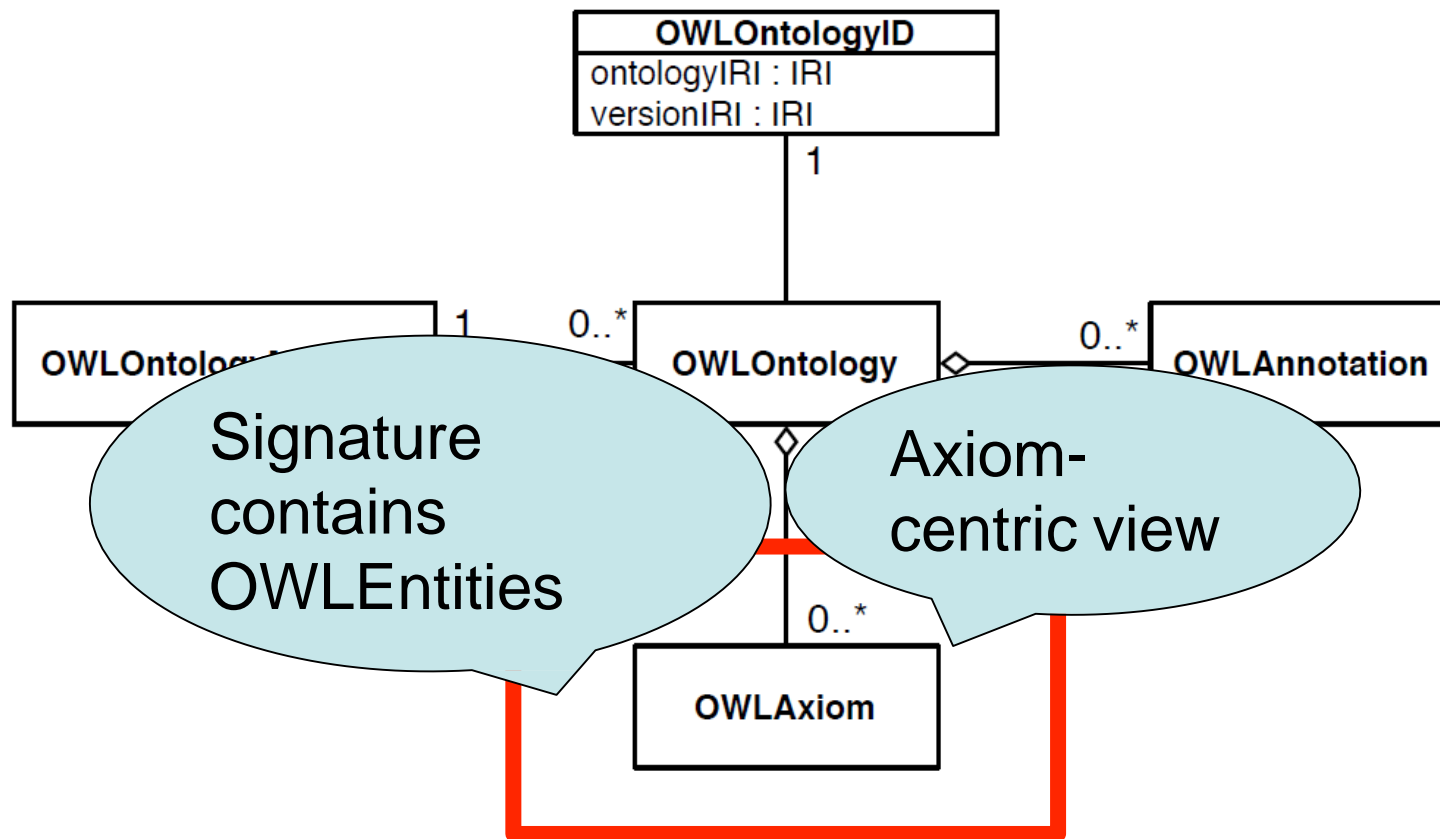 OWLOntologyID
ontologyIRI : IRI
versionIRI : IRI
1
1
0..*
0..*
OWLOntology
OWLAnnotation
Signature
contains
OWLEntities
Axiom-
centric view
0..*
OWLAxiom